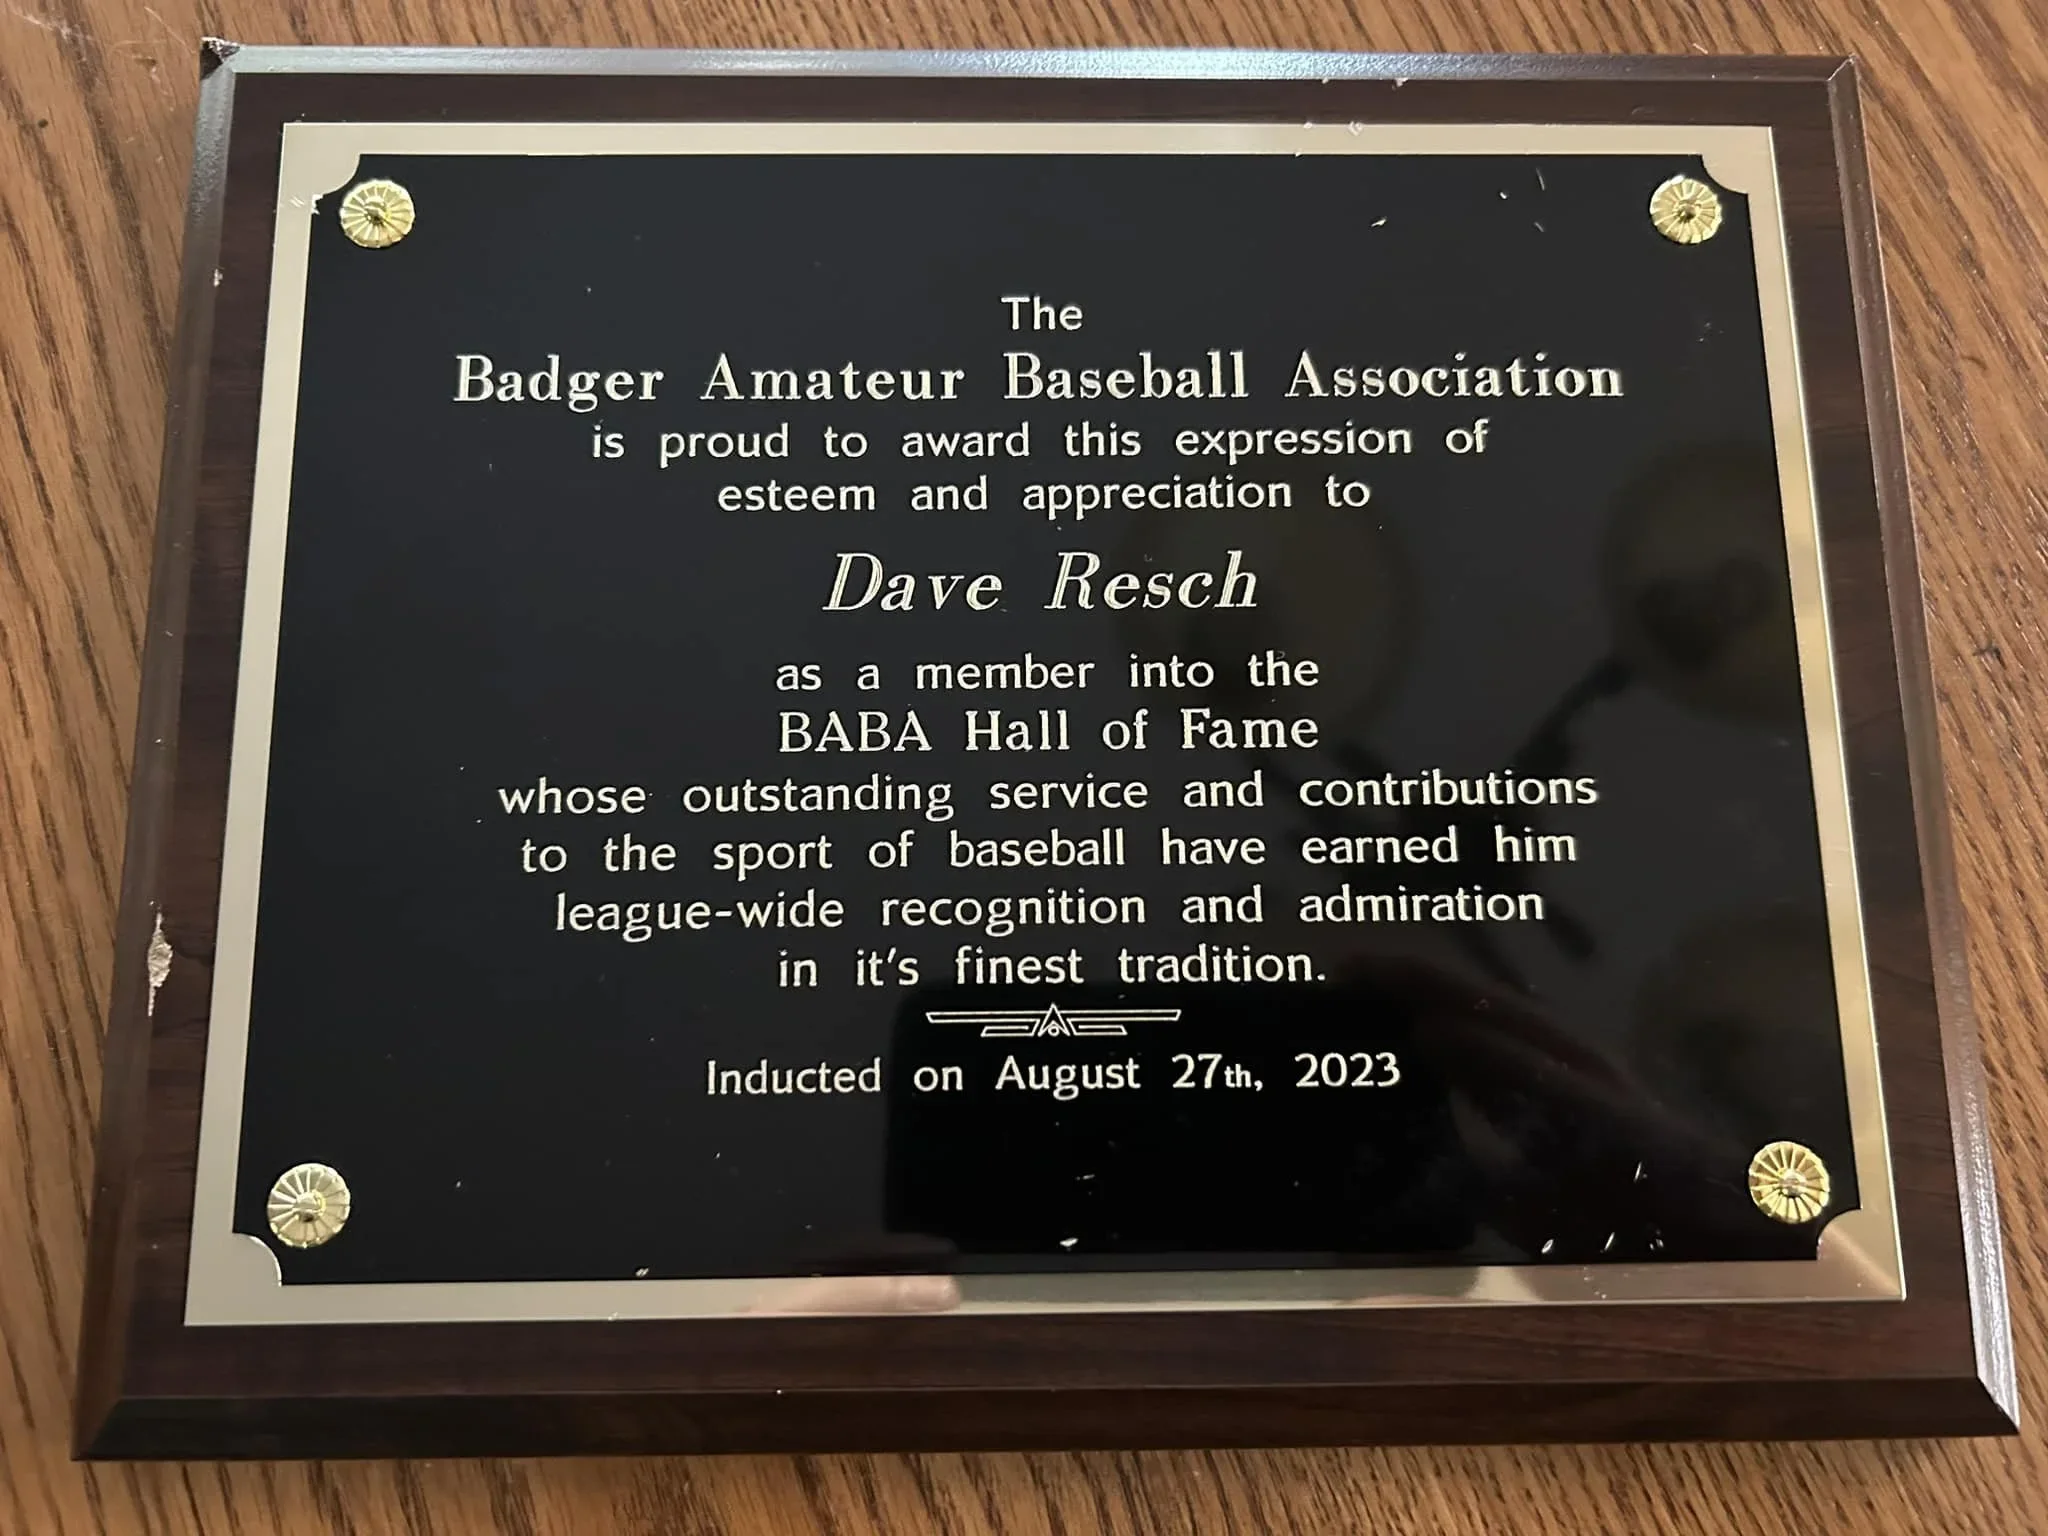 The
Badger Amateur Baseball Association
is proud to award this expression of
esteem and appreciation to
Dave Resch
as a member into the
BABA Hall of Fame
whose outstanding service and contributions
to the sport of baseball have earned him
league-wide recognition and admiration
in it's finest tradition.
Inducted on August 27th, 2023